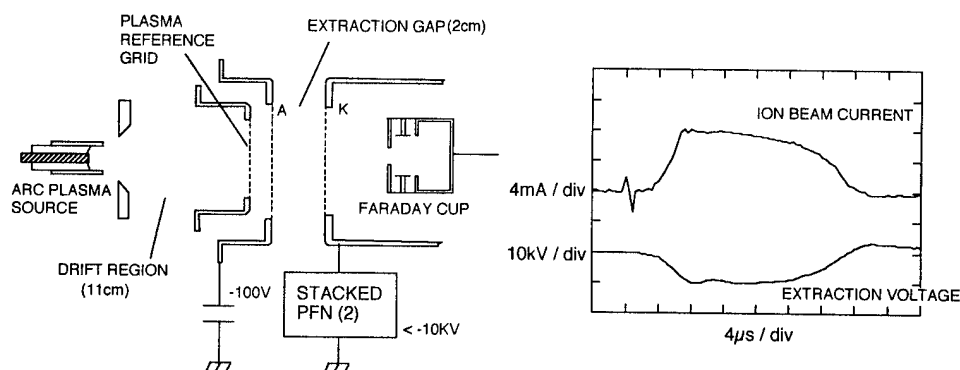 PLASMA
REFERENCE
GRID
EXTRACTION GAP (2cm)
A
K
ARC PLASMA
SOURCE
FARADAY CUP
DRIFT REGION
(11cm)
-100V
STACKED
PFN (2)
< -10KV
ION BEAM CURRENT
4mA / div
10kV / div
EXTRACTION VOLTAGE
4μs / div